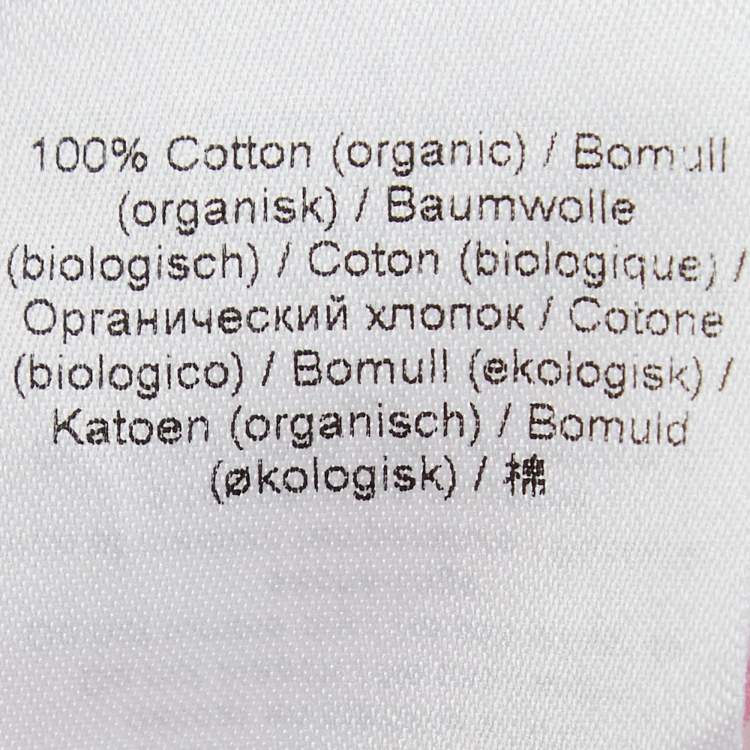 100% Cotton (organic) / Bomull
(organisk) / Baumwolle
(biologisch) / Coton (biologique) /
Органический хлопок / Cotone
(biologico) / Bomull (ekologisk) /
Katoen (organisch) / Bomuld
(økologisk) / 棉